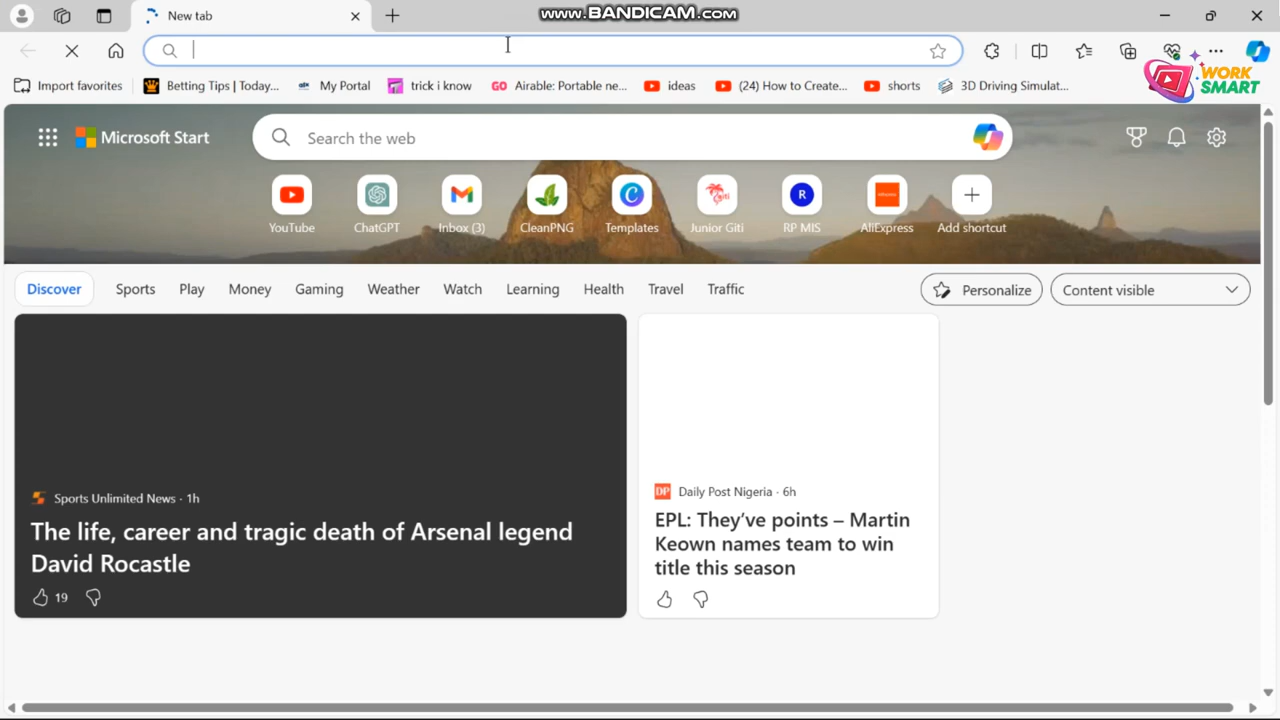 New tab
www.BANDICAM.com
WORK
SMART
Import favorites
Betting Tips | Today...
My Portal
trick i know
GO Airable: Portable ne...
ideas
(24) How to Create...
shorts
3D Driving Simulat...
Microsoft Start
Search the web
YouTube
ChatGPT
Inbox (3)
CleanPNG
Templates
Junior Giti
R
RP MIS
AliExpress
Add shortcut
Discover
Sports
Play
Money
Gaming
Weather
Watch
Learning
Health
Travel
Traffic
Personalize
Content visible
Sports Unlimited News · 1h
The life, career and tragic death of Arsenal legend
David Rocastle
19
DP Daily Post Nigeria · 6h
EPL: They've points – Martin
Keown names team to win
title this season